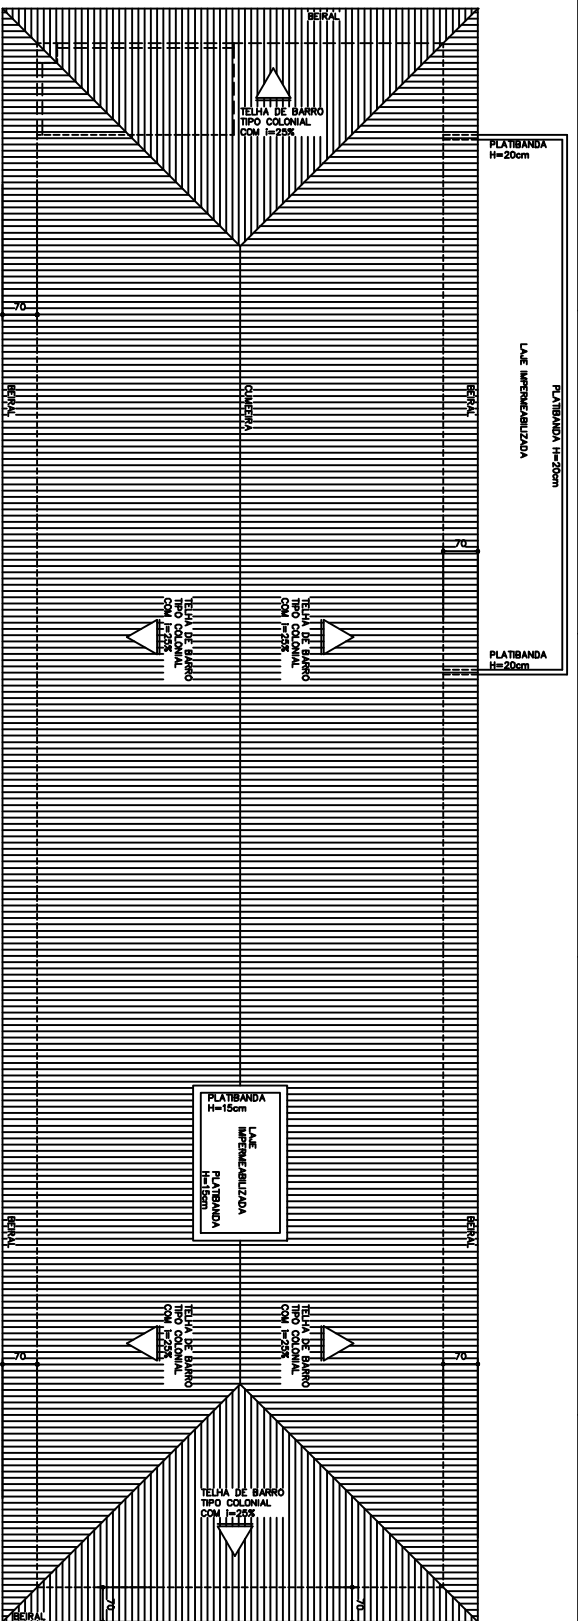 BEIRAL
TELHA DE BARRO
TIPO COLONIAL
COM i=25%
PLATIBANDA
H=20cm
70
LAJE IMPERMEABILIZADA
PLATIBANDA H=20cm
BEIRAL
CUMEEIRA
BEIRAL
70
TELHA DE BARRO
TIPO COLONIAL
COM i=25%
TELHA DE BARRO
TIPO COLONIAL
COM i=25%
PLATIBANDA
H=20cm
PLATIBANDA
H=15cm
LAJE
IMPERMEABILIZADA
PLATIBANDA
H=15cm
BEIRAL
BEIRAL
TELHA DE BARRO
TIPO COLONIAL
COM i=25%
TELHA DE BARRO
TIPO COLONIAL
COM i=25%
70
70
TELHA DE BARRO
TIPO COLONIAL
COM i=25%
70
70
BEIRAL